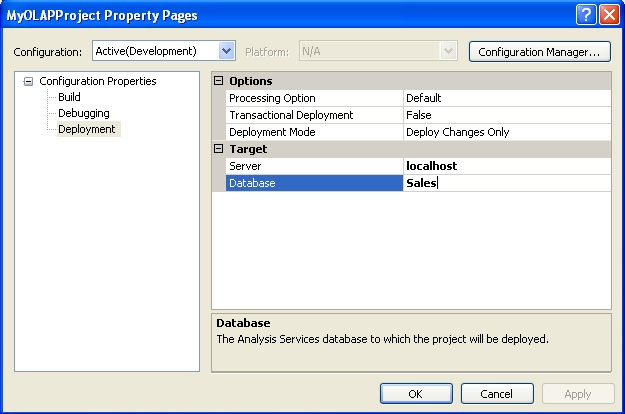 MyOLAPProject Property Pages
Configuration: Active(Development) Platform: N/A Configuration Manager...
Configuration Properties
Build
Debugging
Deployment
Options
Processing Option Default
Transactional Deployment False
Deployment Mode Deploy Changes Only
Target
Server localhost
Database Sales
Database
The Analysis Services database to which the project will be deployed.
OK Cancel Apply